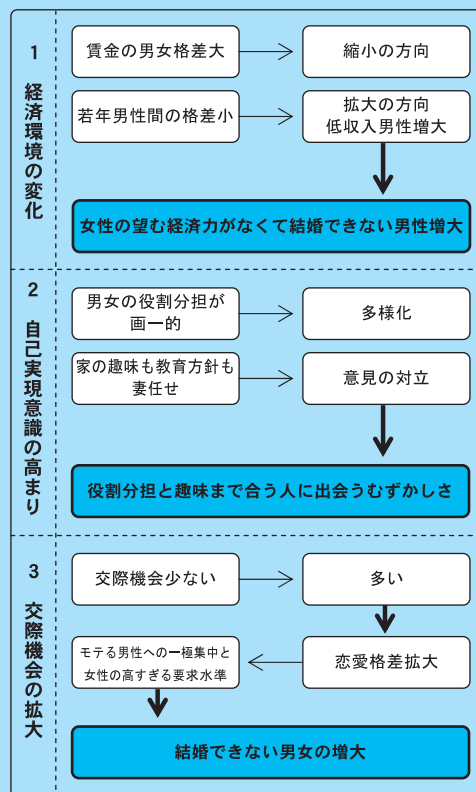 1 経済環境の変化
賃金の男女格差大
縮小の方向
若年男性間の格差小
拡大の方向
低収入男性増大
女性の望む経済力がなくて結婚できない男性増大
2 自己実現意識の高まり
男女の役割分担が
画一的
多様化
家の趣味も教育方針も
妻任せ
意見の対立
役割分担と趣味まで合う人に出会うむずかしさ
3 交際機会の拡大
交際機会少ない
多い
恋愛格差拡大
モテる男性への一極集中と
女性の高すぎる要求水準
結婚できない男女の増大